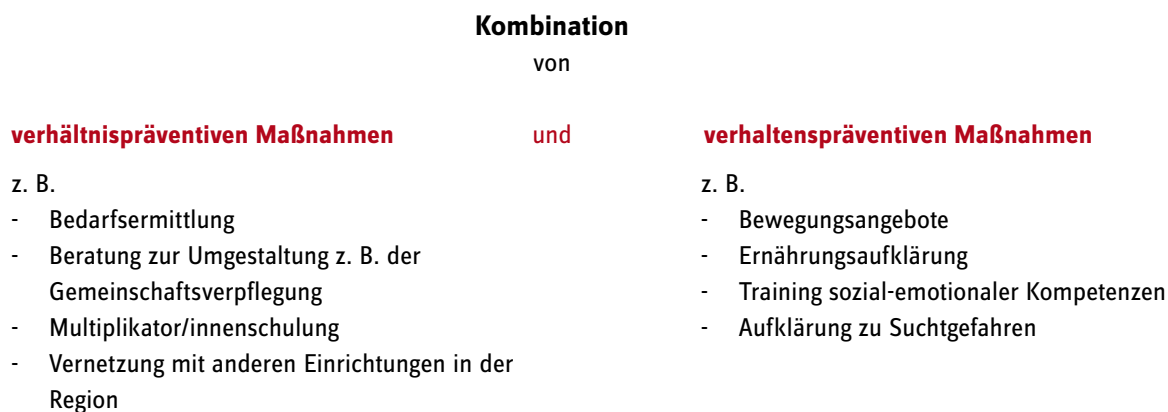 Kombination
von
verhältnispräventiven Maßnahmen und verhaltenspräventiven Maßnahmen
z. B.
- Bedarfsermittlung
- Beratung zur Umgestaltung z. B. der
Gemeinschaftsverpflegung
- Multiplikator/innenschulung
- Vernetzung mit anderen Einrichtungen in der
Region
z. B.
- Bewegungsangebote
- Ernährungsaufklärung
- Training sozial-emotionaler Kompetenzen
- Aufklärung zu Suchtgefahren